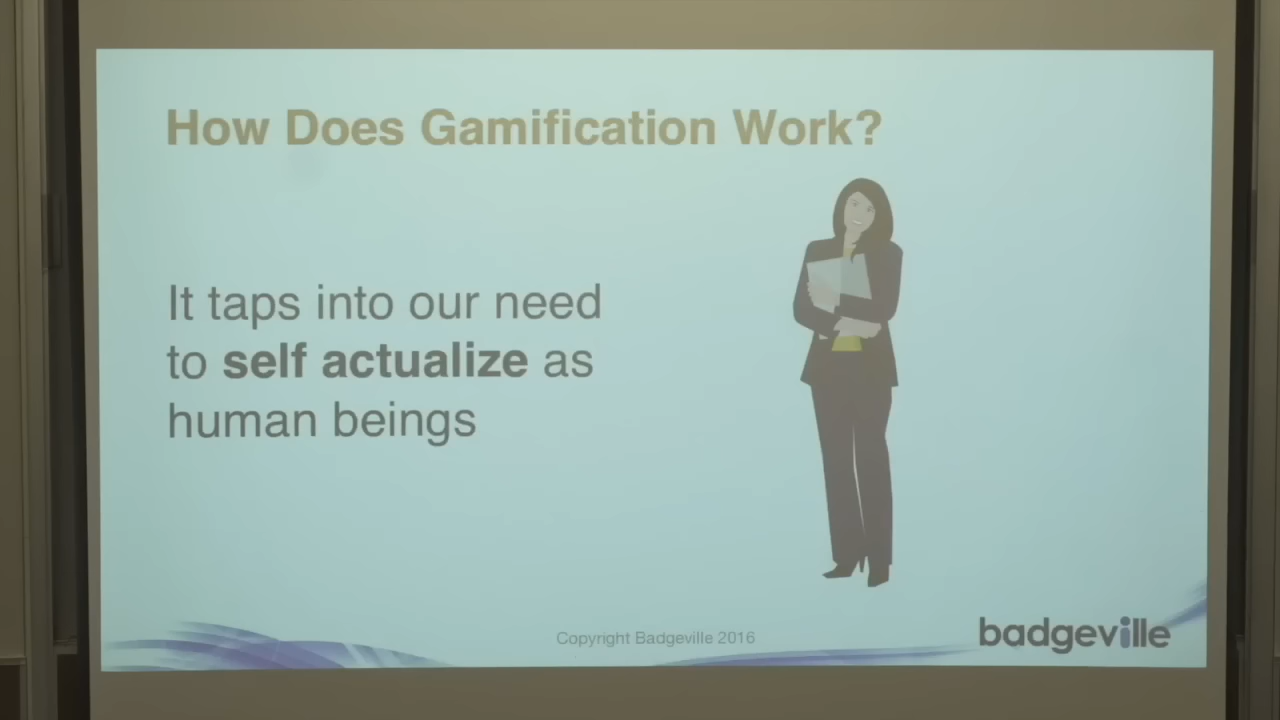 How Does Gamification Work?
It taps into our need
to self actualize as
human beings
Copyright Badgeville 2016
badgeville